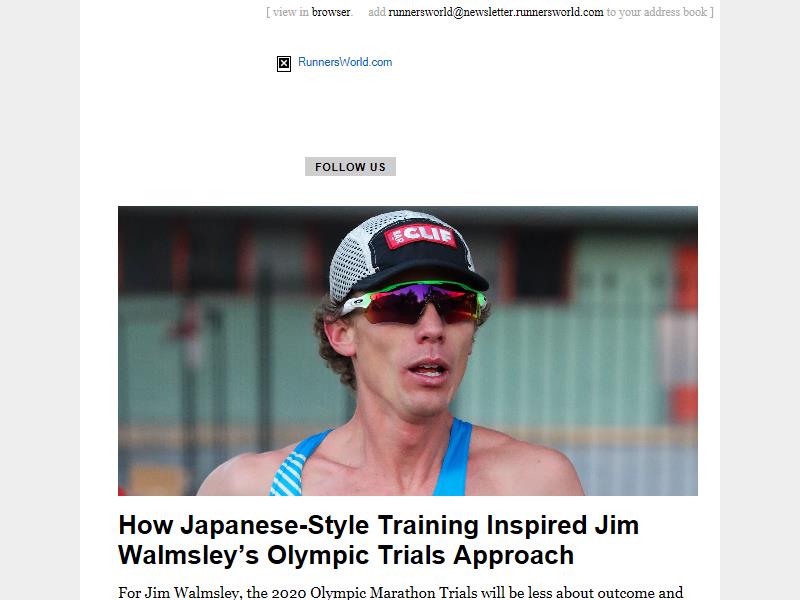 [ view in browser. add runnersworld@newsletter.runnersworld.com to your address book ]
RunnersWorld.com
FOLLOW US
BAR CLIF
How Japanese-Style Training Inspired Jim
Walmsley’s Olympic Trials Approach
For Jim Walmsley, the 2020 Olympic Marathon Trials will be less about outcome and